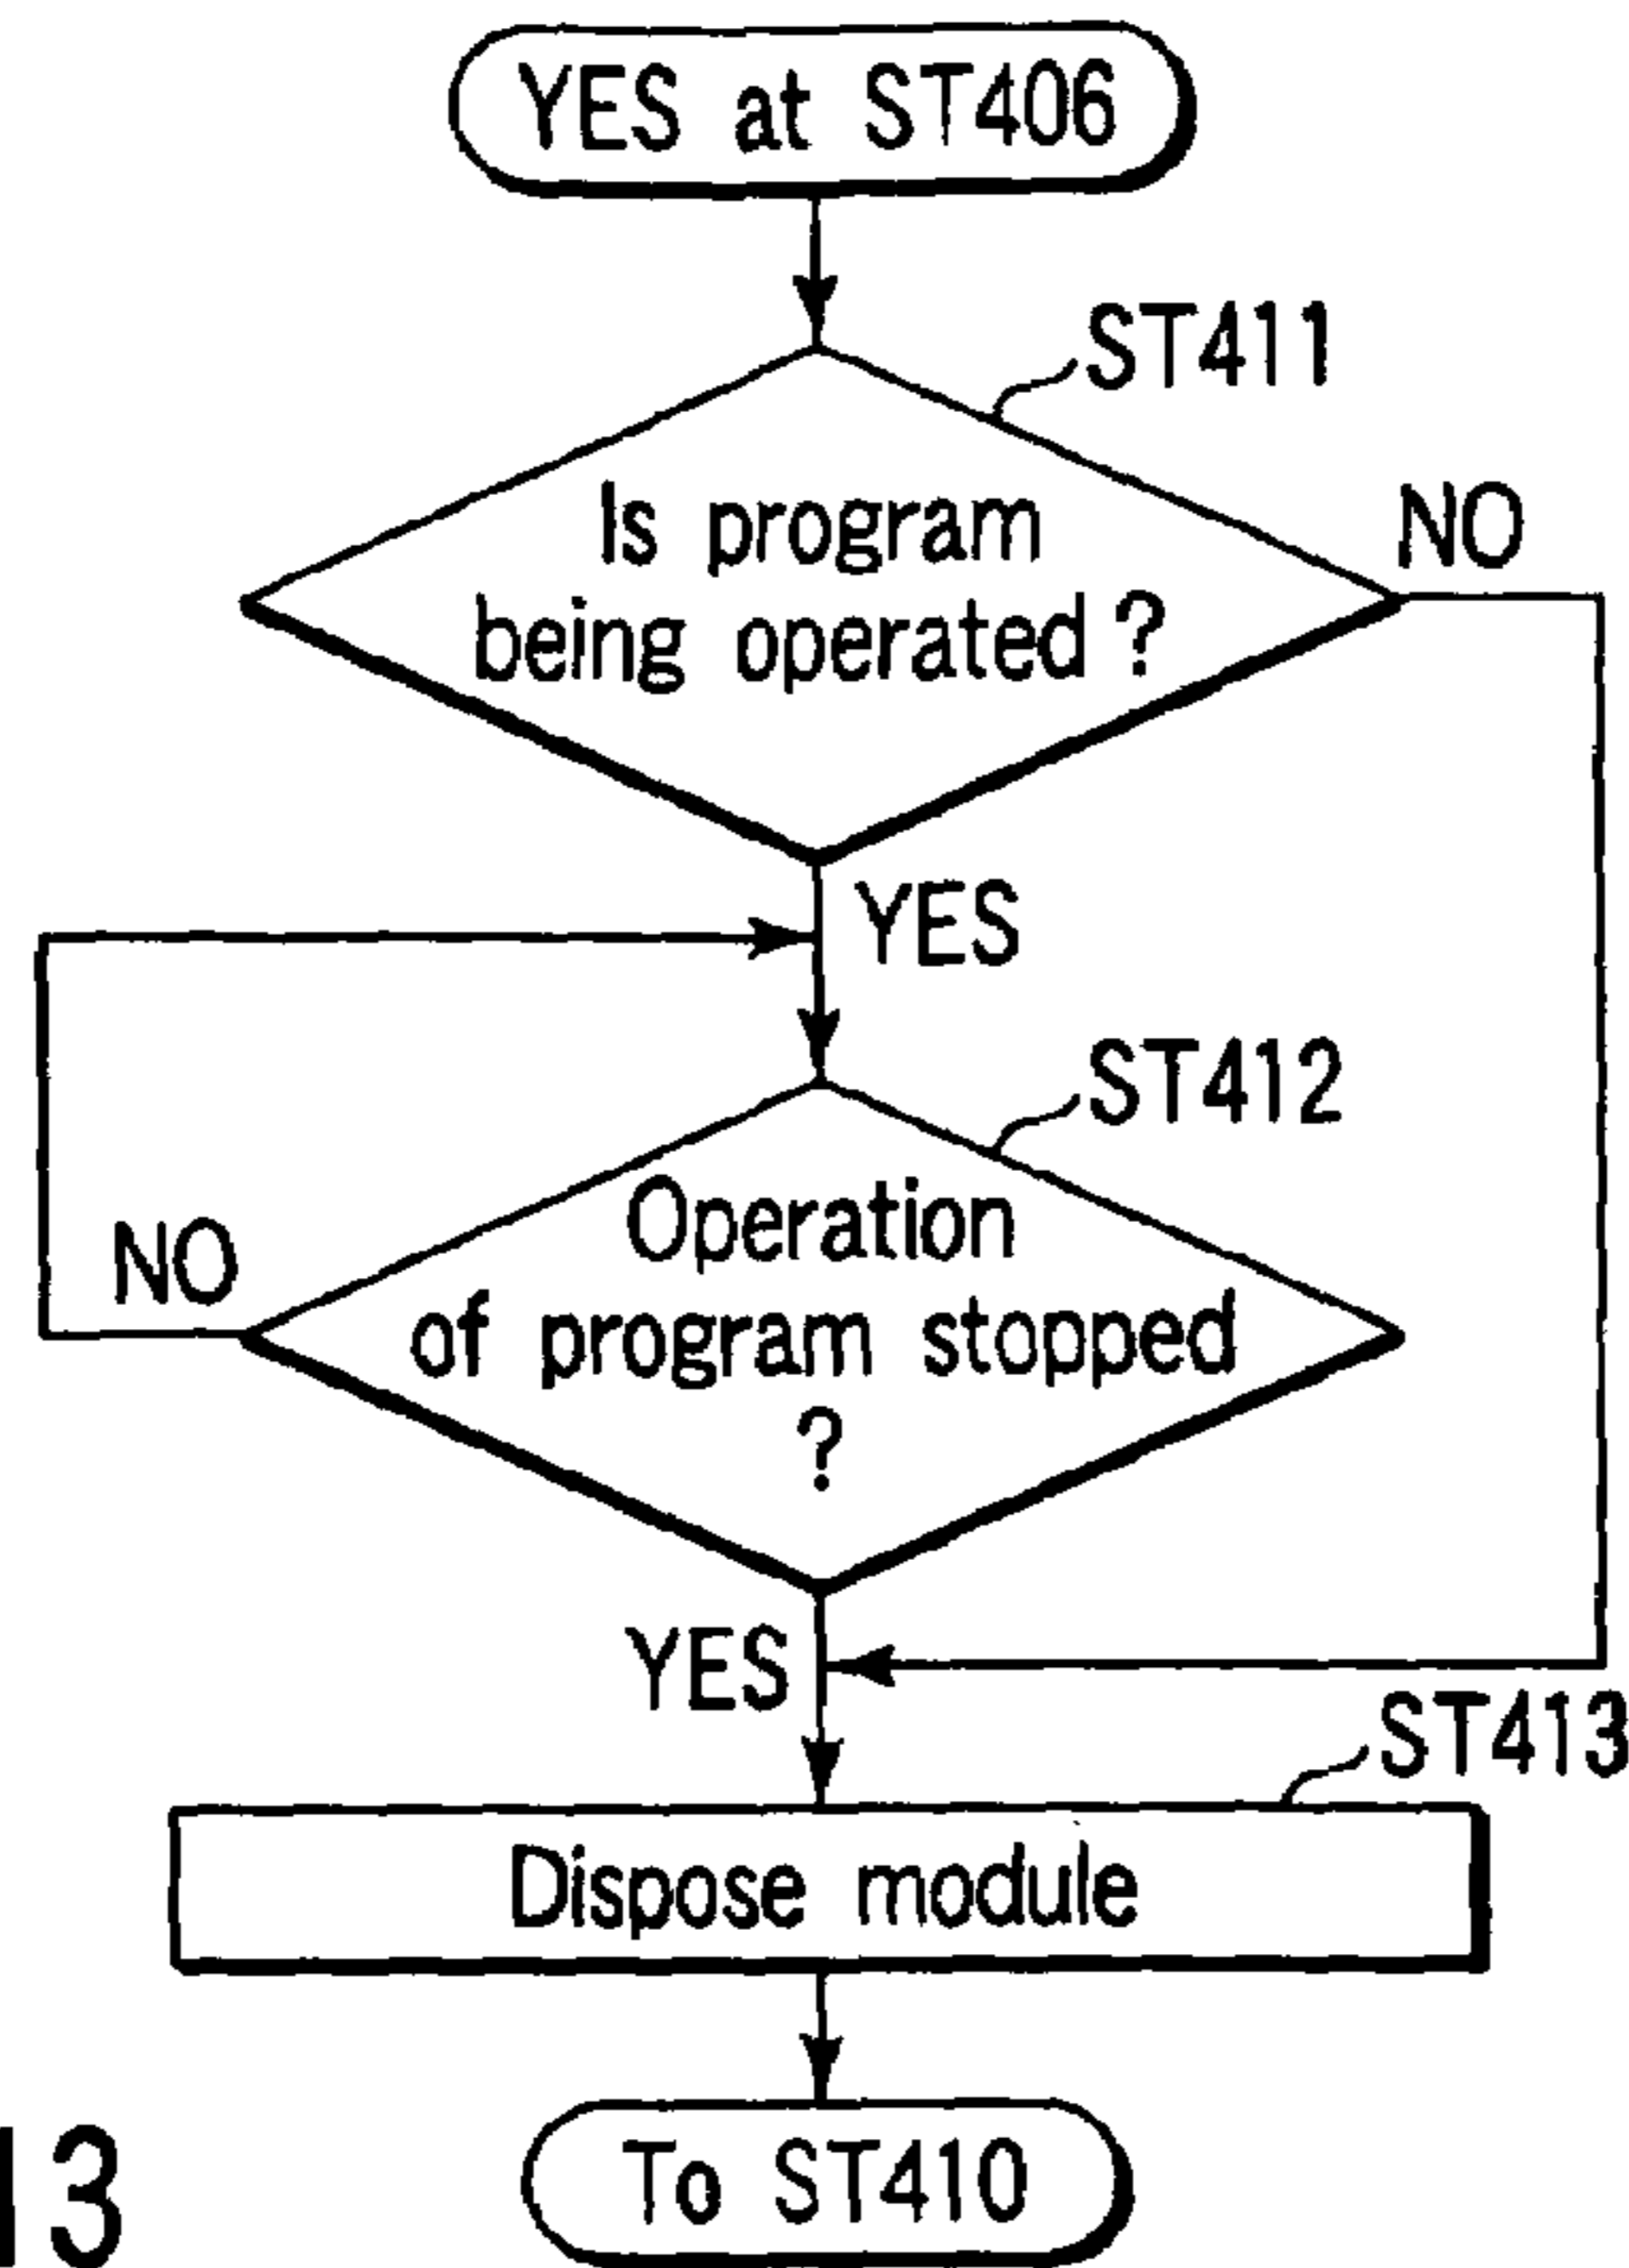 YES at ST406
ST411
Is program
being operated ?
NO
YES
ST412
Operation
of program stopped
?
NO
YES
ST413
Dispose module
To ST410
13